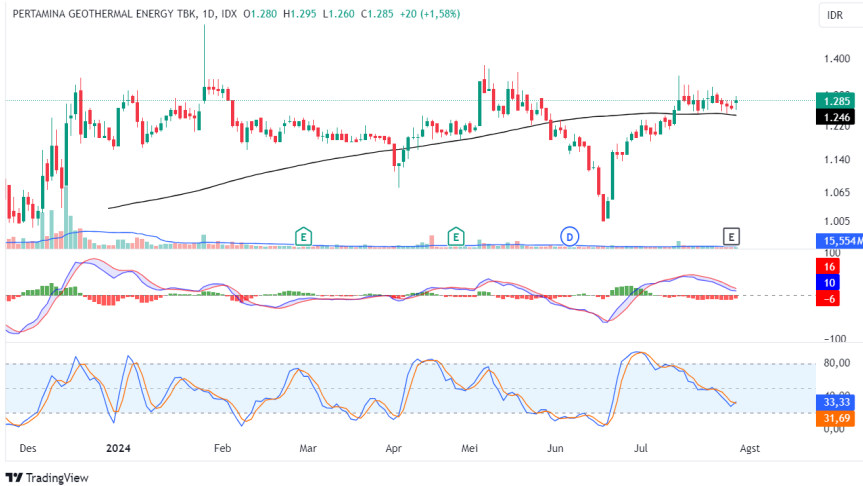 PERTAMINA GEOTHERMAL ENERGY TBK, 1D, IDX O1.280 H1.295 L1.260 C1.285 +20 (+1,58%)
IDR
1.400
1.285
1.246
1.220
1.140
1.065
1.005
E
E
D
E
15,554M
100
16
10
−6
−100
80,00
33,33
31,69
0,00
Des
2024
Feb
Mar
Apr
Mei
Jun
Jul
Agst
TradingView